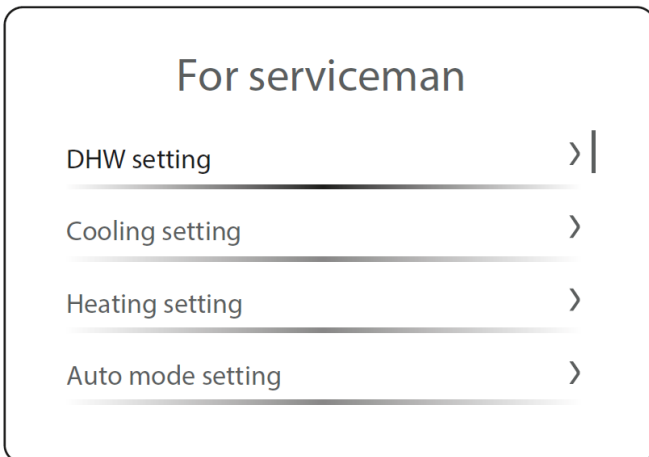 For serviceman
DHW setting
Cooling setting
Heating setting
Auto mode setting